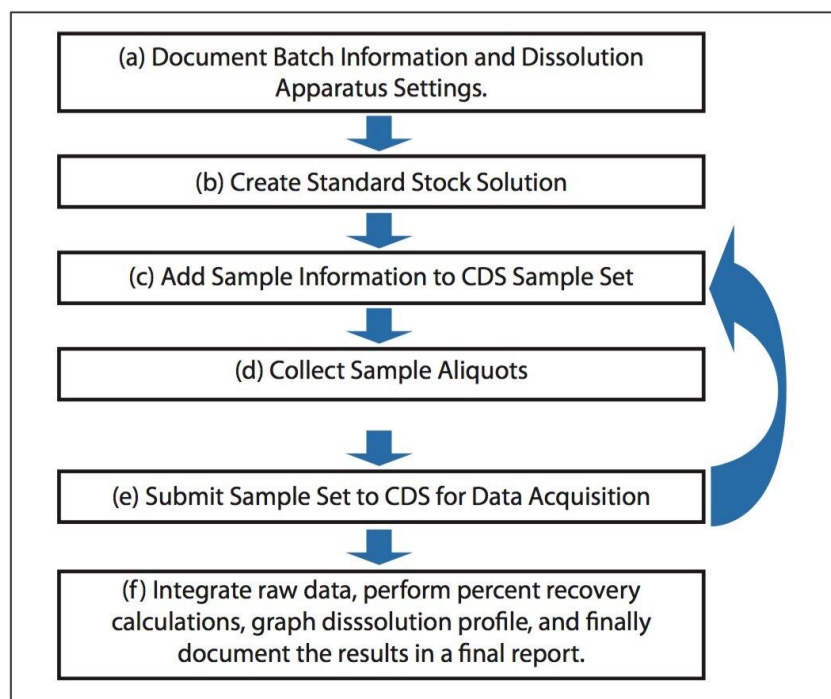 (a) Document Batch Information and Dissolution
Apparatus Settings.
(b) Create Standard Stock Solution
(c) Add Sample Information to CDS Sample Set
(d) Collect Sample Aliquots
(e) Submit Sample Set to CDS for Data Acquisition
(f) Integrate raw data, perform percent recovery
calculations, graph disssolution profile, and finally
document the results in a final report.